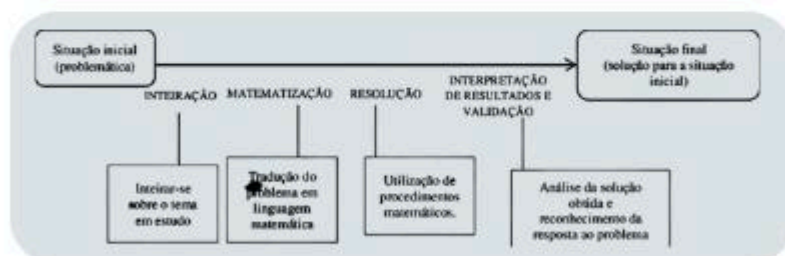 Situação inicial
(problemática)
Situação final
(solução para a situação
inicial)
INTEIRAÇÃO
MATEMATIZAÇÃO
RESOLUÇÃO
INTERPRETAÇÃO
DE RESULTADOS E
VALIDAÇÃO
Inteirar-se
sobre o tema
em estudo
Tradução do
problema em
linguagem
matemática
Utilização de
procedimentos
matemáticos.
Análise da solução
obtida e
reconhecimento da
resposta ao problema